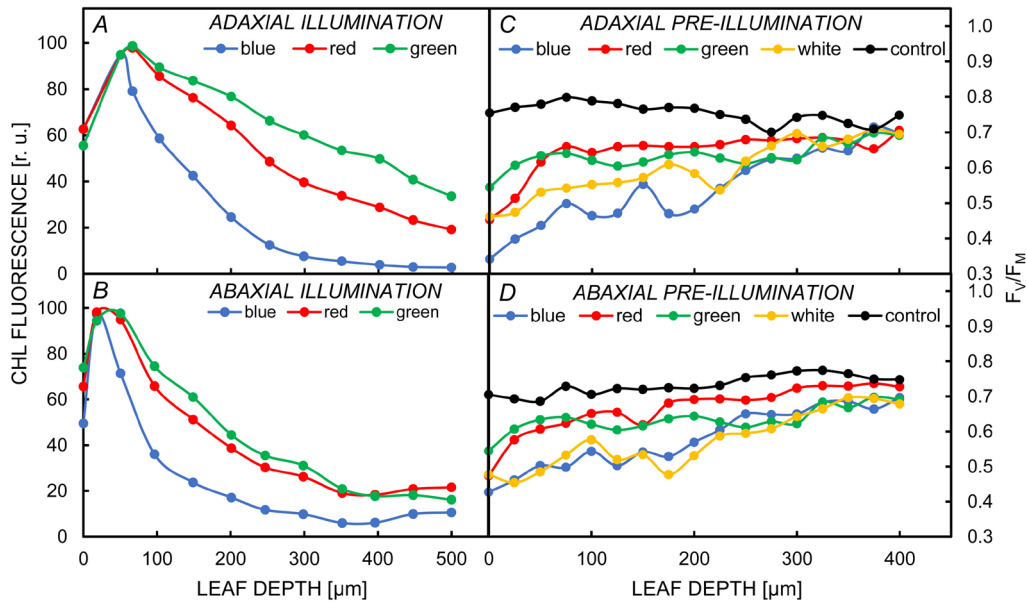 A
ADAXIAL ILLUMINATION
blue red green
C
ADAXIAL PRE-ILLUMINATION
blue red green white control
B
ABAXIAL ILLUMINATION
blue red green
D
ABAXIAL PRE-ILLUMINATION
blue red green white control
CHL FLUORESCENCE [r. u.]
100
80
60
40
20
0
100
80
60
40
20
0
1.0
0.9
0.8
0.7
0.6
0.5
0.4
0.3
1.0
0.9
0.8
0.7
0.6
0.5
0.4
0.3
Fᵥ/Fₘ
0 100 200 300 400 500
0 100 200 300 400
LEAF DEPTH [µm]
LEAF DEPTH [µm]